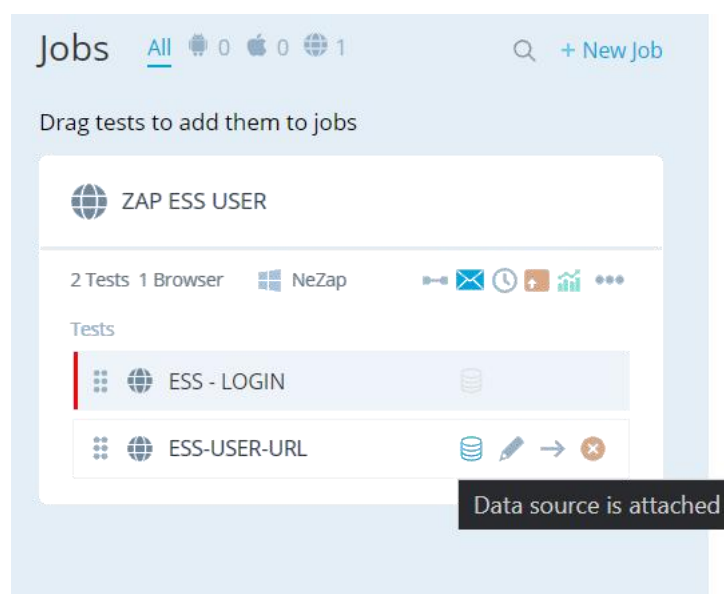 Jobs All 0 0 1 + New Job
Drag tests to add them to jobs
ZAP ESS USER
2 Tests 1 Browser NeZap
Tests
ESS - LOGIN
ESS-USER-URL
Data source is attached